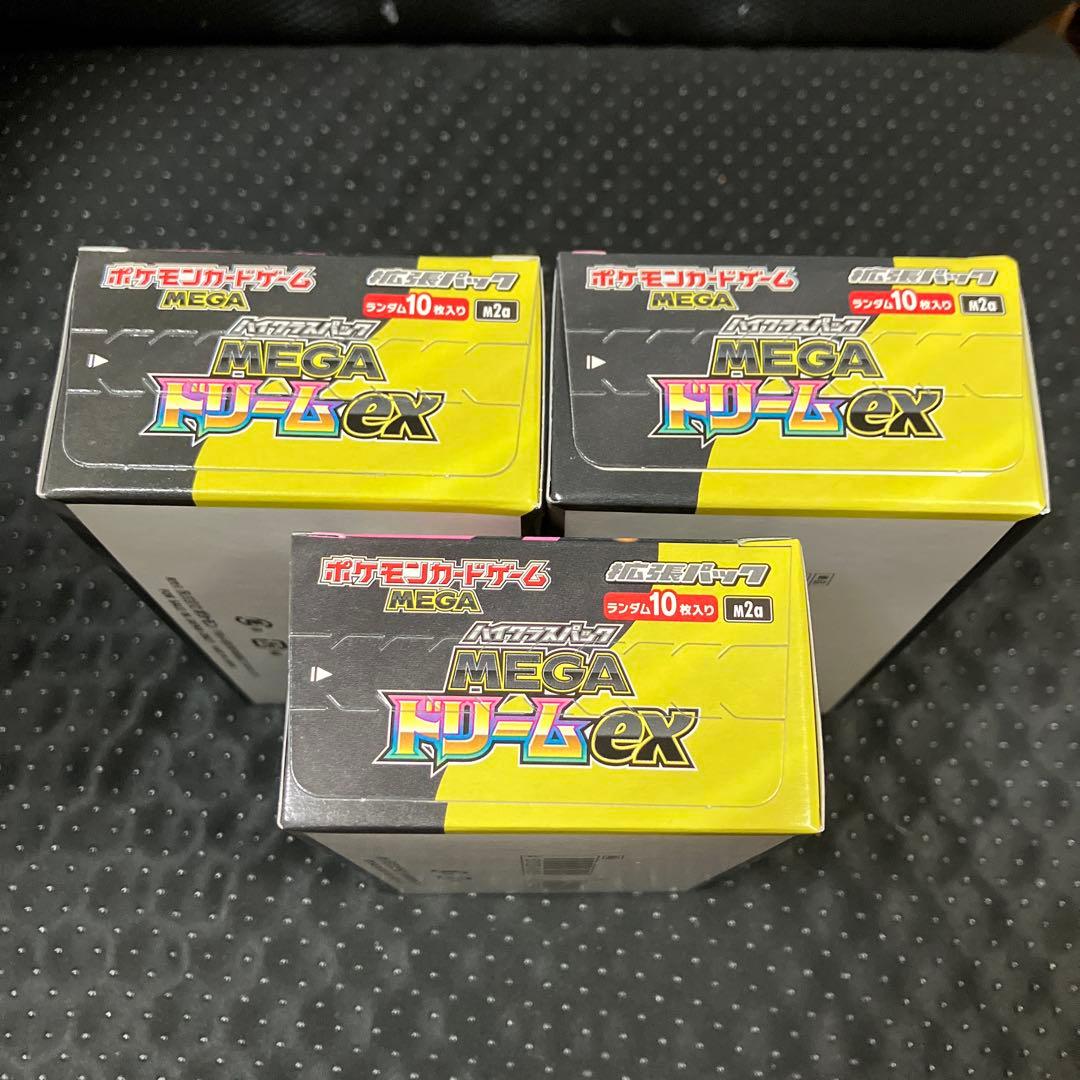 ポケモンカードゲーム
MEGA
拡張パック
ランダム10枚入り
M2a
ハイクラスパック
MEGA
ドリームex
ポケモンカードゲーム
MEGA
拡張パック
ランダム10枚入り
M2a
ハイクラスパック
MEGA
ドリームex
ポケモンカードゲーム
MEGA
拡張パック
ランダム10枚入り
M2a
ハイクラスパック
MEGA
ドリームex